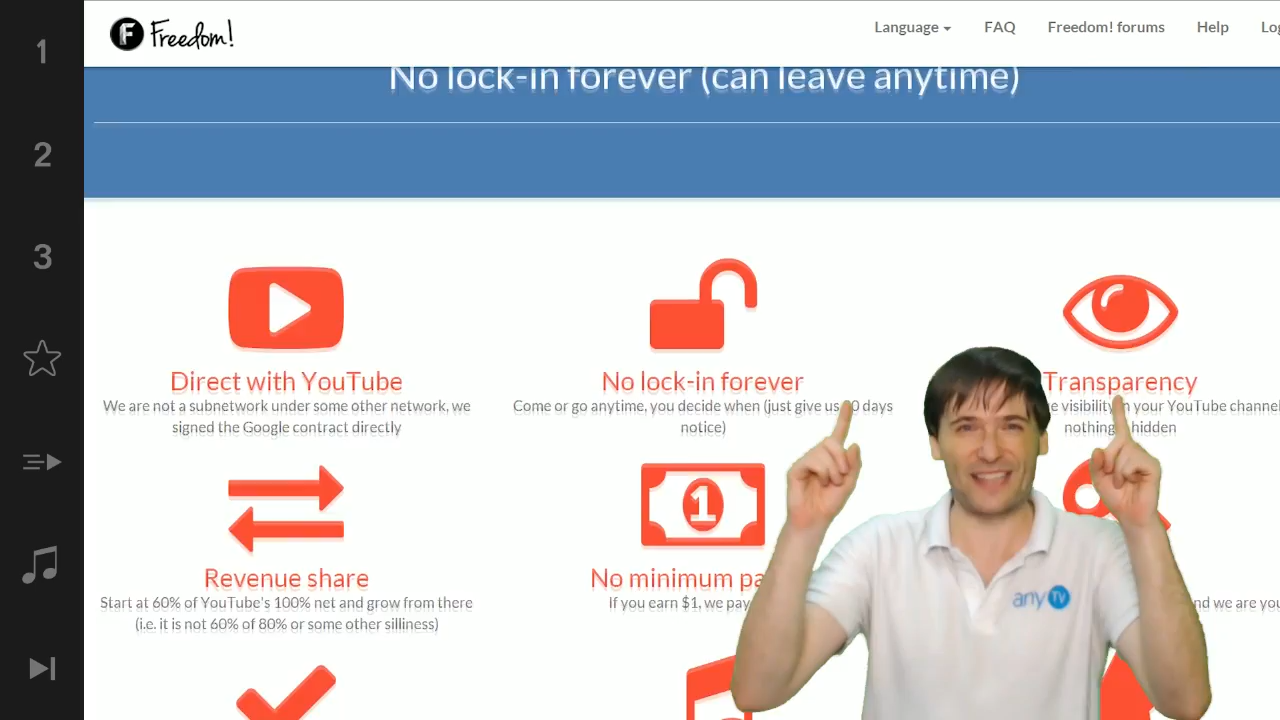 1
2
3
F Freedom!
Language FAQ Freedom! forums Help
No lock-in forever (can leave anytime)
Direct with YouTube
We are not a subnetwork under some other network, we
signed the Google contract directly
No lock-in forever
Come or go anytime, you decide when (just give us days
notice)
Transparency
visibility in your YouTube channel
nothing hidden
Revenue share
Start at 60% of YouTube's 100% net and grow from there
(i.e. it is not 60% of 80% or some other silliness)
1
No minimum
If you earn $1, we pay
and we are
any TV